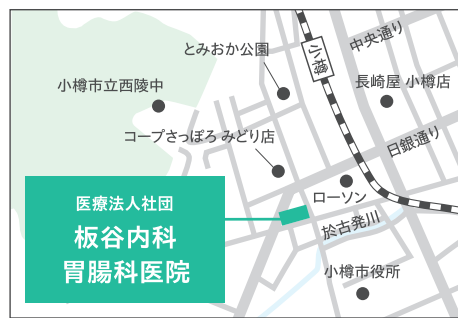 とみおか公園
小樽
中央通り
小樽市立西陵中
長崎屋 小樽店
コープさっぽろ みどり店
日銀通り
医療法人社団
板谷内科
胃腸科医院
ローソン
於古発川
小樽市役所